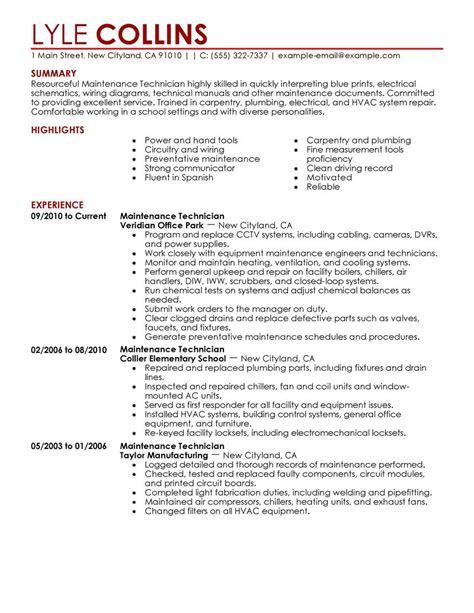 LYLE COLLINS
1 Main Street, New Cityland, CA 91010 | C: (555) 322-7337 | example-email@example.com
SUMMARY
Resourceful Maintenance Technician highly skilled in quickly interpreting blue prints, electrical
schematics, wiring diagrams, technical manuals and other maintenance documents. Committed
to providing excellent service. Trained in carpentry, plumbing, electrical, and HVAC system repair.
Comfortable working in a school settings and with diverse personalities.
HIGHLIGHTS
• Power and hand tools
• Circuitry and wiring
• Preventative maintenance
• Strong communicator
• Fluent in Spanish
• Carpentry and plumbing
• Fine measurement tools
proficiency
• Clean driving record
• Motivated
• Reliable
EXPERIENCE
09/2010 to Current Maintenance Technician
Veridian Office Park — New Cityland, CA
• Program and replace CCTV systems, including cabling, cameras, DVRs,
and power supplies.
• Work closely with equipment maintenance engineers and technicians.
• Monitor and maintain heating, ventilation, and cooling systems.
• Perform general upkeep and repair on facility boilers, chillers, air
handlers, DIW, IWW, scrubbers, and closed-loop systems.
• Run chemical tests on systems and adjust chemical balances as
needed.
• Submit work orders to the manager on duty.
• Clear clogged drains and replace defective parts such as valves,
faucets, and fixtures.
• Generate preventative maintenance schedules and procedures.
02/2006 to 08/2010 Maintenance Technician
Collier Elementary School — New Cityland, CA
• Repaired and replaced plumbing parts, including fixtures and drain
lines.
• Inspected and repaired chillers, fan and coil units and window-
mounted AC units.
• Served as first responder for all facility and equipment issues.
• Installed HVAC systems, building control systems, general office
equipment, and furniture.
• Re-keyed facility locksets, including electromechanical locksets.
05/2003 to 01/2006 Maintenance Technician
Taylor Manufacturing — New Cityland, CA
• Logged detailed and thorough records of maintenance performed.
• Checked, tested and replaced faulty components, circuit modules,
and printed circuit boards.
• Completed light fabrication duties, including welding and pipefitting.
• Maintained air compressors, chillers, heating units, and exhaust fans.
• Changed filters on all HVAC equipment.